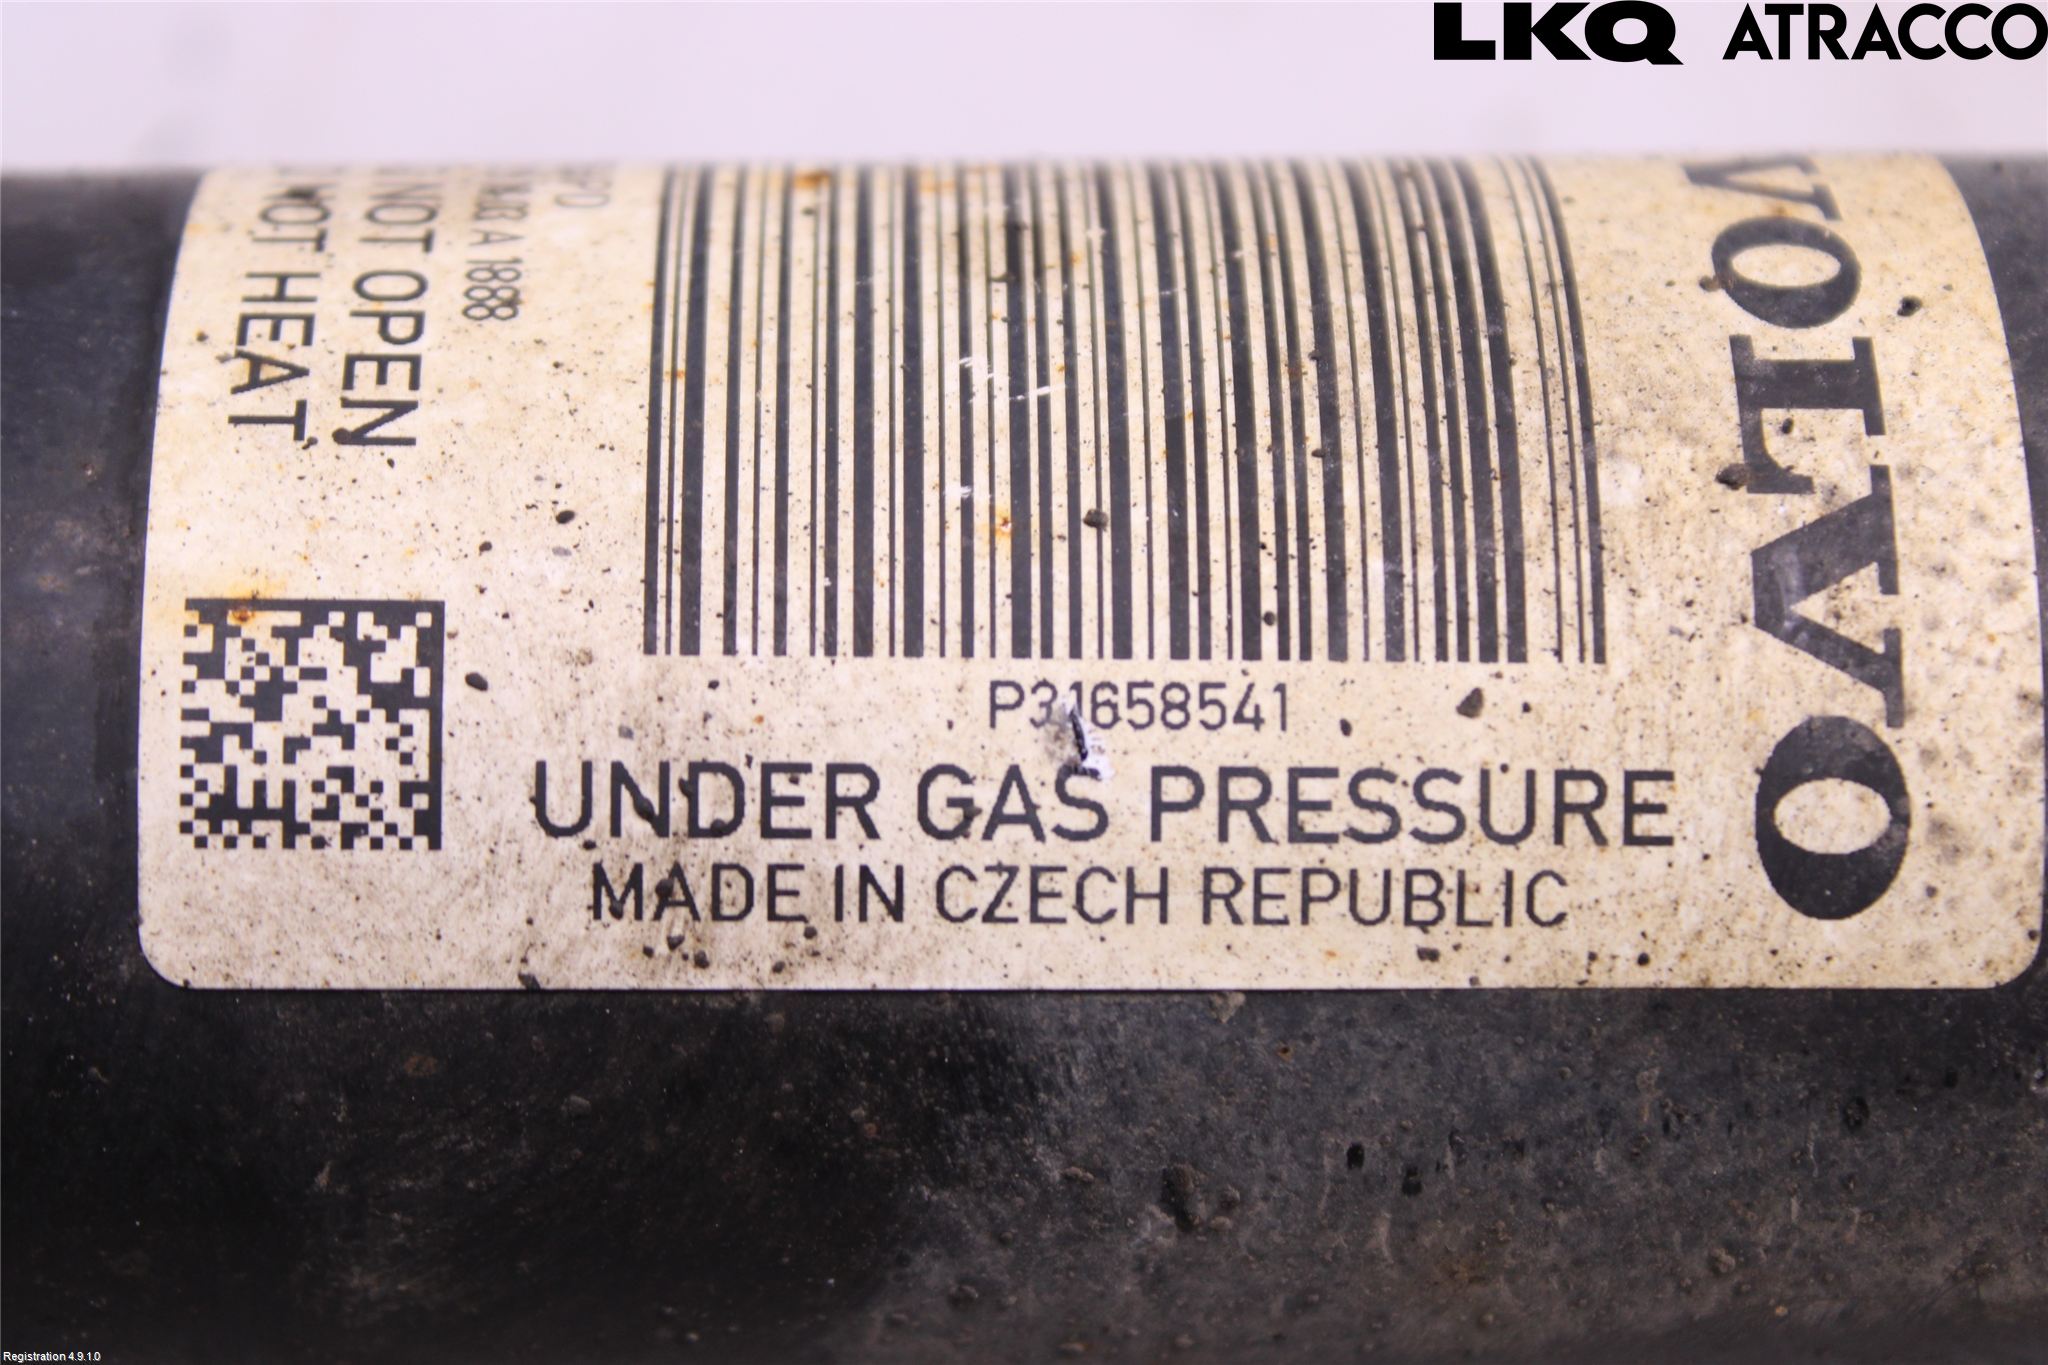 LKQ ATRACCO
VOLVO
A 1888
NOT OPEN
NOT HEAT
P31658541
UNDER GAS PRESSURE
MADE IN CZECH REPUBLIC
Registration 4.9.1.0